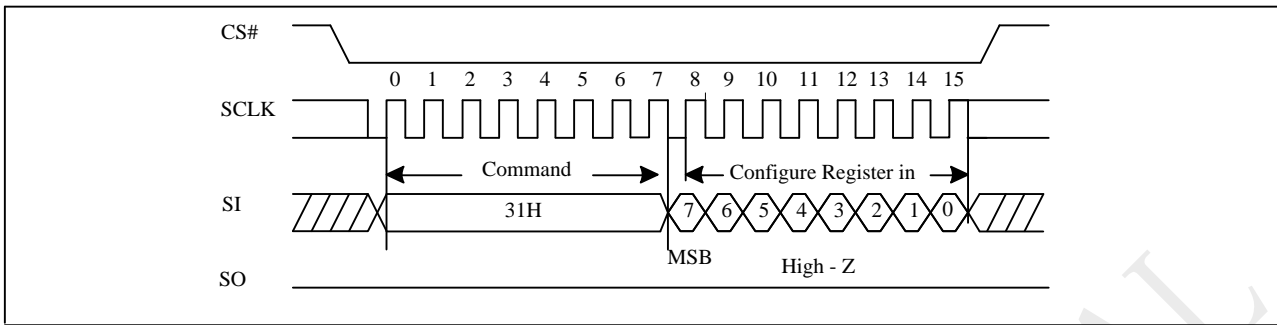 CS#
0 1 2 3 4 5 6 7 8 9 10 11 12 13 14 15
SCLK
Command Configure Register in
SI 31H 7 6 5 4 3 2 1 0
MSB High - Z
SO
AL